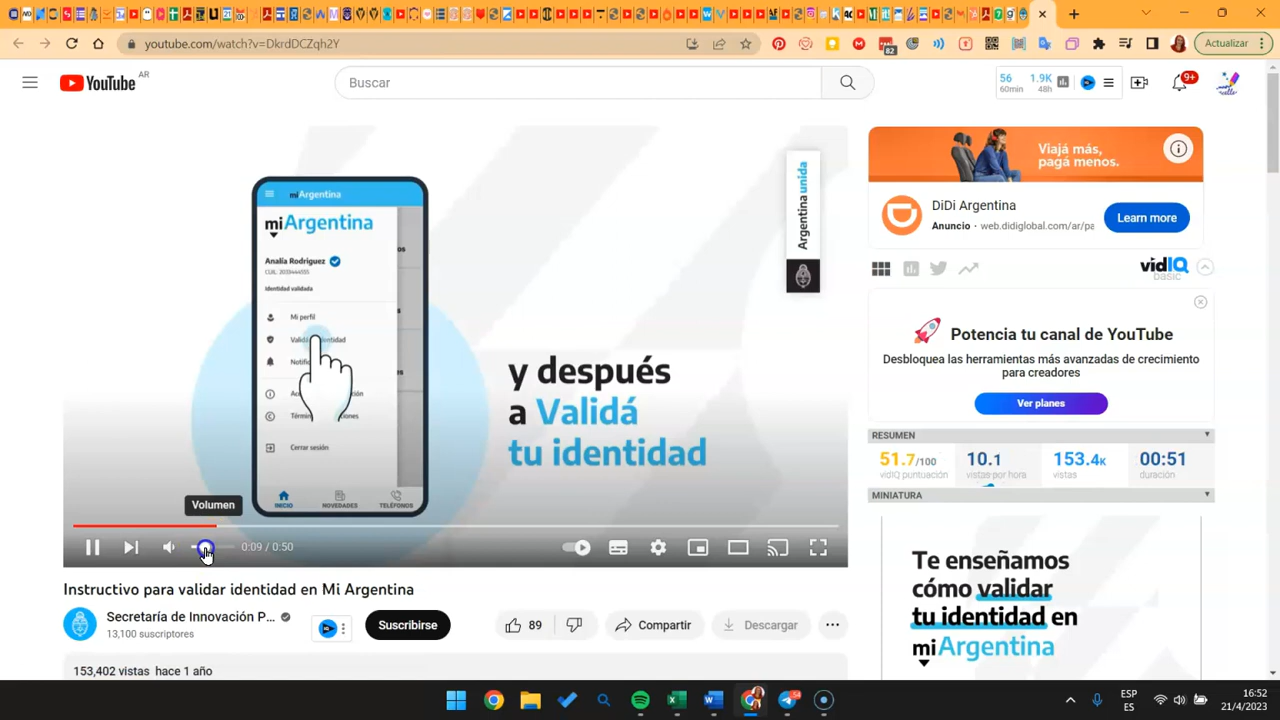 youtube.com/watch?v=DkrdDCZqh2Y
82
Actualizar
YouTube AR
Buscar
56
60min
1.9K
48h
9+
miArgentina
miArgentina
Analía Rodriguez
Identidad validada
Mi perfil
Términos
Cerrar sesión
INICIO
NOVEDADES
TELÉFONOS
Argentina unida
y después
a Validá
tu identidad
Volumen
0:09 / 0:50
Instructivo para validar identidad en Mi Argentina
Secretaría de Innovación P...
13,100 suscriptores
Suscribirse
89
Compartir
Descargar
153,402 vistas hace 1 año
Viajá más,
pagá menos.
DiDi Argentina
Anuncio · web.didiglobal.com/ar/pa
Learn more
vidIQ
basic
Potencia tu canal de YouTube
Desbloquea las herramientas más avanzadas de crecimiento
para creadores
Ver planes
RESUMEN
51.7/100
vidIQ puntuación
10.1
vistas por hora
153.4K
vistas
00:51
duración
MINIATURA
Te enseñamos
cómo validar
tu identidad en
miArgentina
54
ESP
ES
16:52
21/4/2023